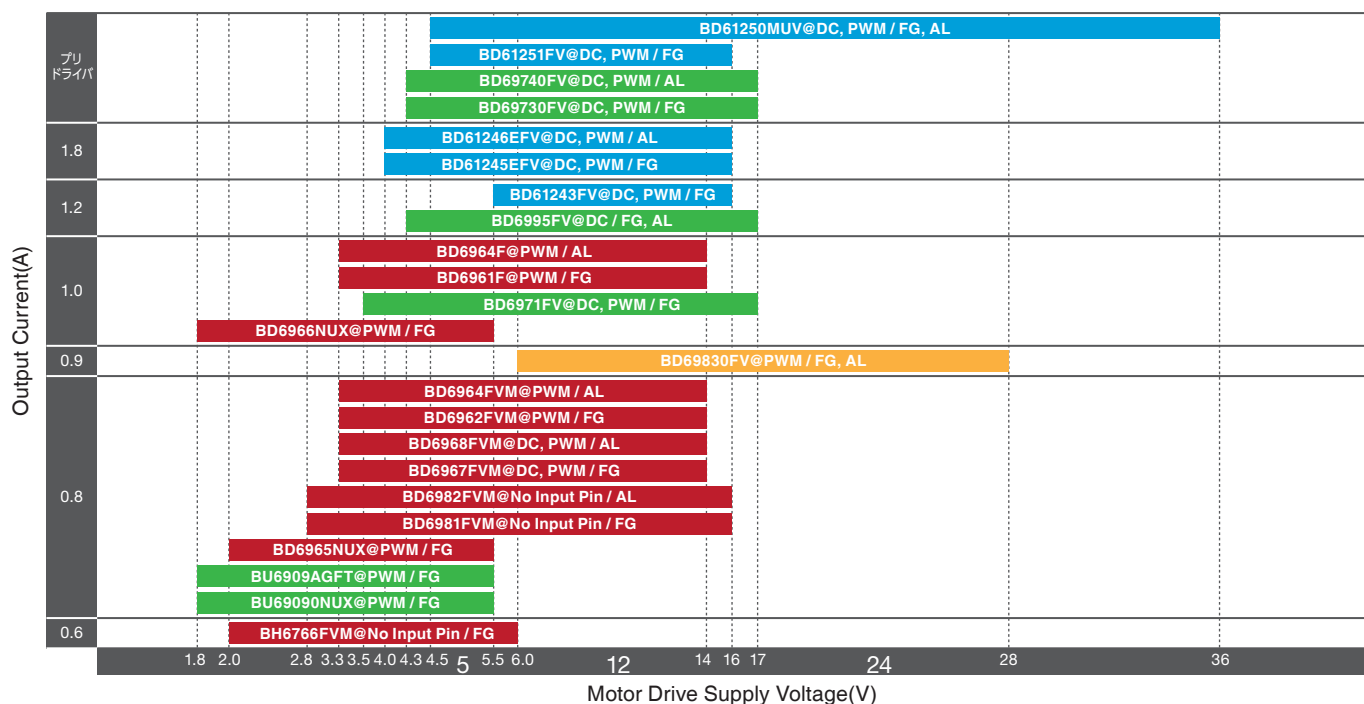 Output Current(A)
プリ
ドライバ
BD61250MUV@DC, PWM / FG, AL
BD61251FV@DC, PWM / FG
BD69740FV@DC, PWM / AL
BD69730FV@DC, PWM / FG
1.8
BD61246EFV@DC, PWM / AL
BD61245EFV@DC, PWM / FG
1.2
BD61243FV@DC, PWM / FG
BD6995FV@DC / FG, AL
1.0
BD6964F@PWM / AL
BD6961F@PWM / FG
BD6971FV@DC, PWM / FG
BD6966NUX@PWM / FG
0.9
BD69830FV@PWM / FG, AL
0.8
BD6964FVM@PWM / AL
BD6962FVM@PWM / FG
BD6968FVM@DC, PWM / AL
BD6967FVM@DC, PWM / FG
BD6982FVM@No Input Pin / AL
BD6981FVM@No Input Pin / FG
BD6965NUX@PWM / FG
BU6909AGFT@PWM / FG
BU69090NUX@PWM / FG
0.6
BH6766FVM@No Input Pin / FG
1.8 2.0 2.8 3.3 3.5 4.0 4.3 4.5 5 5.5 6.0 12 14 16 17 24 28 36
Motor Drive Supply Voltage(V)